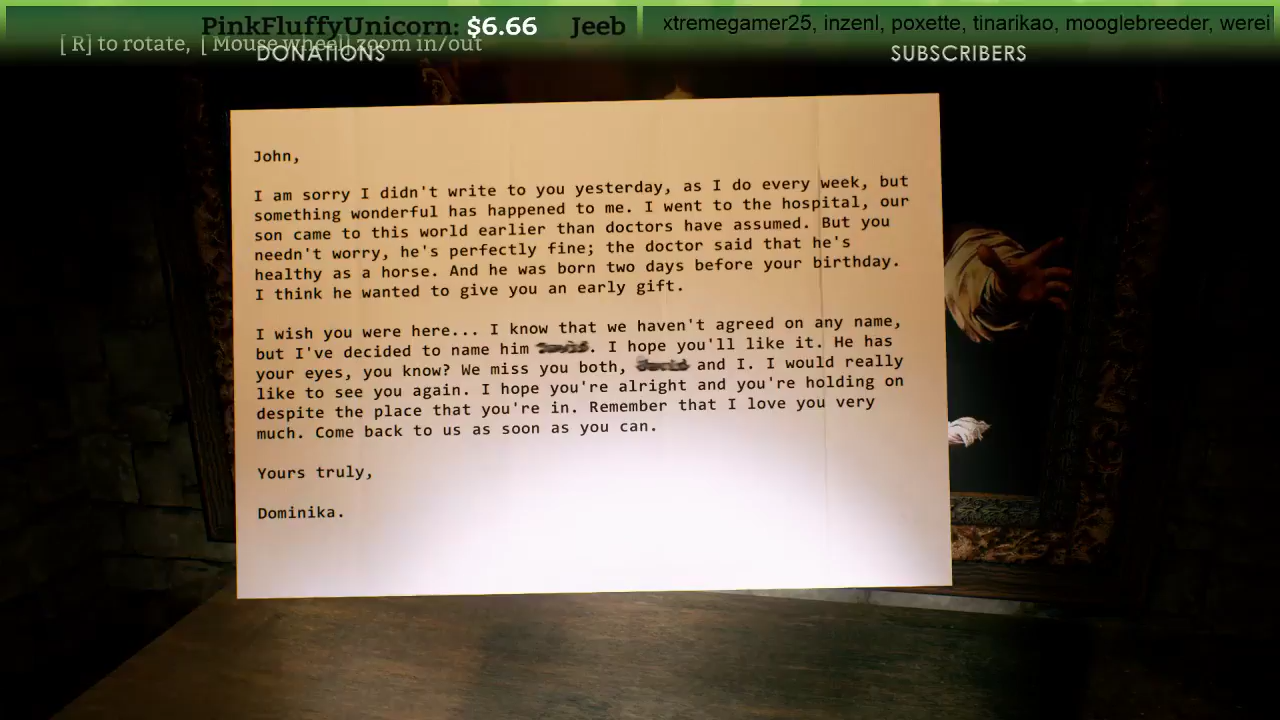 PinkFluffyUnicorn: $6.66 Jeeb
xtremegamer25, inzenl, poxette, tinarikao, mooglebreeder, werei
[ R] to rotate, [ Mouse wheel] zoom in/out
DONATIONS
SUBSCRIBERS
John,
I am sorry I didn't write to you yesterday, as I do every week, but
something wonderful has happened to me. I went to the hospital, our
son came to this world earlier than doctors have assumed. But you
needn't worry, he's perfectly fine; the doctor said that he's
healthy as a horse. And he was born two days before your birthday.
I think he wanted to give you an early gift.
I wish you were here... I know that we haven't agreed on any name,
but I've decided to name him . I hope you'll like it. He has
your eyes, you know? We miss you both, and I. I would really
like to see you again. I hope you're alright and you're holding on
despite the place that you're in. Remember that I love you very
much. Come back to us as soon as you can.
Yours truly,
Dominika.